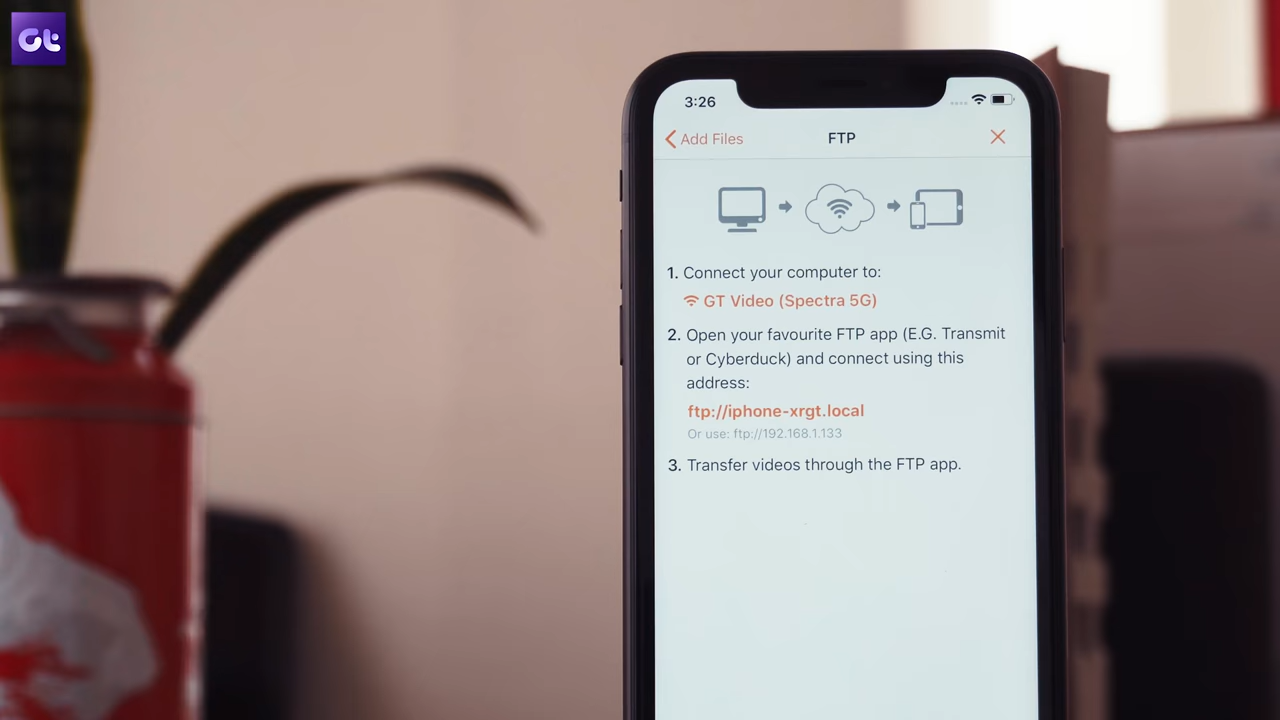 Gt
3:26
Add Files
FTP
1. Connect your computer to:
GT Video (Spectra 5G)
2. Open your favourite FTP app (E.G. Transmit
or Cyberduck) and connect using this
address:
ftp://iphone-xrgt.local
Or use: ftp://192.168.1.133
3. Transfer videos through the FTP app.